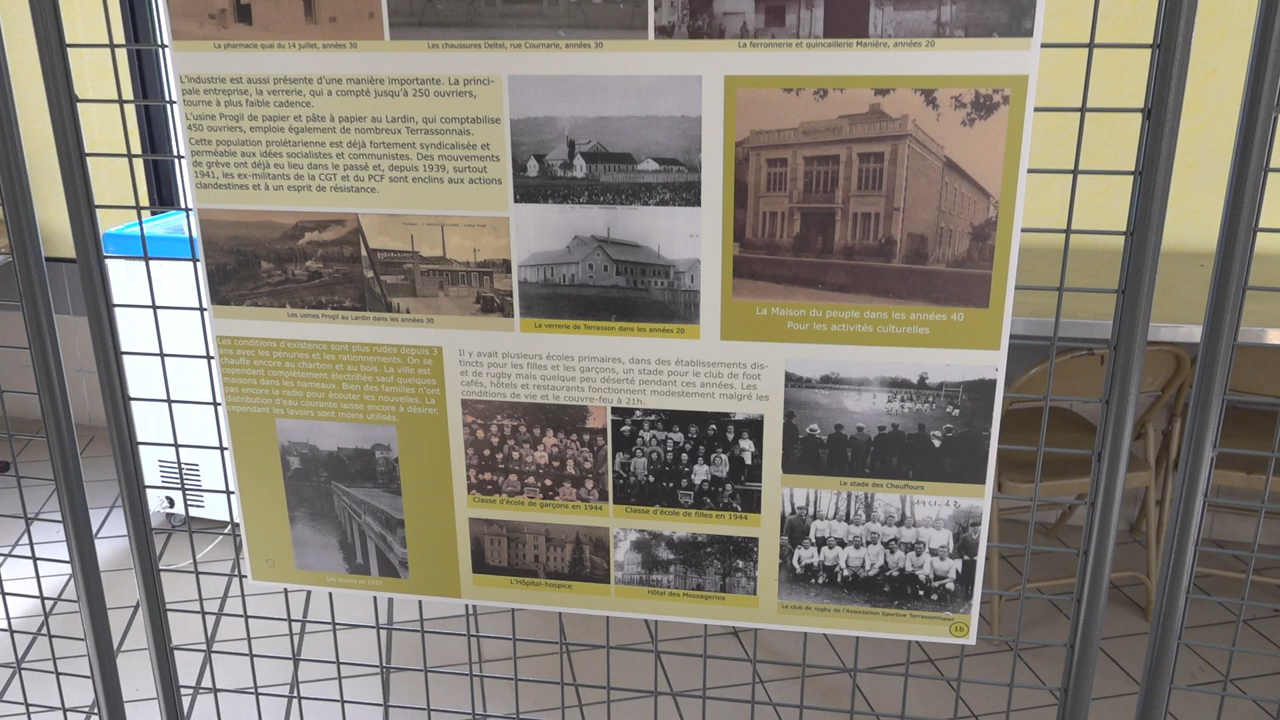 La pharmacie quai du 14 juillet, années 30
Les chaussures Deltel, rue Cournarie, années 30
La ferronnerie et quincaillerie Manière, années 20
L'industrie est aussi présente d'une manière importante. La princi-
pale entreprise, la verrerie, qui a compté jusqu'à 250 ouvriers,
tourne à plus faible cadence.
L'usine Progil de papier et pâte à papier au Lardin, qui comptabilise
450 ouvriers, emploie également de nombreux Terrassonnais.
Cette population prolétarienne est déjà fortement syndicalisée et
perméable aux idées socialistes et communistes. Des mouvements
de grève ont déjà eu lieu dans le passé et, depuis 1939, surtout
1941, les ex-militants de la CGT et du PCF sont enclins aux actions
clandestines et à un esprit de résistance.
Les usines Progil au Lardin dans les années 30
La verrerie de Terrasson dans les années 20
La Maison du peuple dans les années 40
Pour les activités culturelles
Les conditions d'existence sont plus rudes depuis 3
ans avec les pénuries et les rationnements. On se
chauffe encore au charbon et au bois. La ville est
cependant complètement électrifiée sauf quelques
maisons dans les hameaux. Bien des familles n'ont
pas encore la radio pour écouter les nouvelles. La
distribution d'eau courante laisse encore à désirer,
cependant les lavoirs sont moins utilisés.
Les lavoirs en 1937
Il y avait plusieurs écoles primaires, dans des établissements dis-
tincts pour les filles et les garçons, un stade pour le club de foot
et de rugby mais quelque peu déserté pendant ces années. Les
cafés, hôtels et restaurants fonctionnent modestement malgré les
conditions de vie et le couvre-feu à 21h.
Classe d'école de garçons en 1944
Classe d'école de filles en 1944
L'Hôpital-hospice
Hôtel des Messageries
Le stade des Chauffours
1941.42
Le club de rugby de l'Association Sportive Terrassonnaise
1b